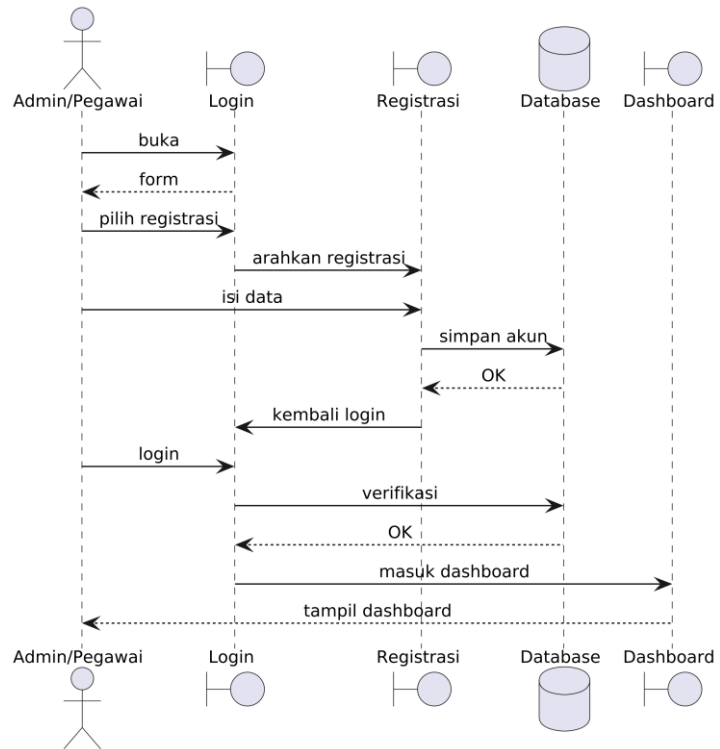 Admin/Pegawai Login Registrasi Database Dashboard
buka
form
pilih registrasi
arahkan registrasi
isi data
simpan akun
OK
kembali login
login
verifikasi
OK
masuk dashboard
tampil dashboard
Admin/Pegawai Login Registrasi Database Dashboard